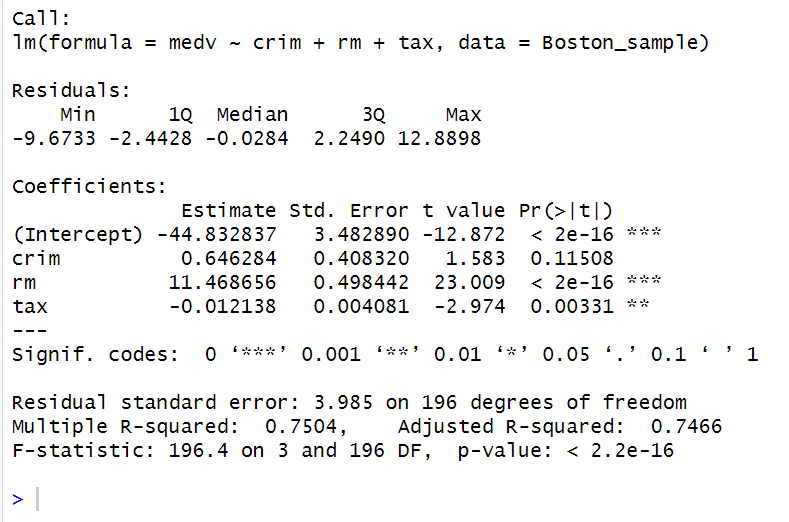 Call:
lm(formula = medv ~ crim + rm + tax, data = Boston_sample)
Residuals:
    Min      1Q  Median      3Q     Max
-9.6733 -2.4428 -0.0284  2.2490 12.8898
Coefficients:
              Estimate Std. Error t value Pr(>|t|)
(Intercept) -44.832837   3.482890 -12.872  < 2e-16 ***
crim          0.646284   0.408320   1.583  0.11508
rm           11.468656   0.498442  23.009  < 2e-16 ***
tax          -0.012138   0.004081  -2.974  0.00331 **
---
Signif. codes:  0 ‘***’ 0.001 ‘**’ 0.01 ‘*’ 0.05 ‘.’ 0.1 ‘ ’ 1
Residual standard error: 3.985 on 196 degrees of freedom
Multiple R-squared:  0.7504,	Adjusted R-squared:  0.7466
F-statistic: 196.4 on 3 and 196 DF,  p-value: < 2.2e-16
>